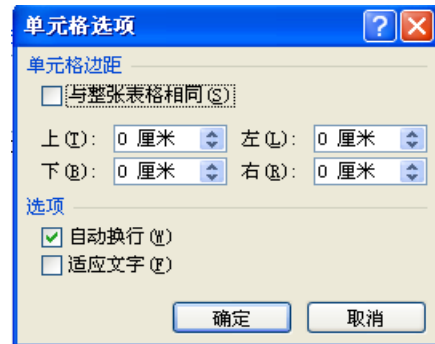 单元格选项
单元格边距
与整张表格相同(S)
上(T): 0 厘米 左(L): 0 厘米
下(B): 0 厘米 右(R): 0 厘米
选项
自动换行(W)
适应文字(F)
确定 取消